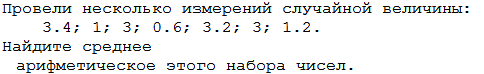 Провели несколько измерений случайной величины:
3.4; 1; 3; 0.6; 3.2; 3; 1.2.
Найдите среднее
арифметическое этого набора чисел.